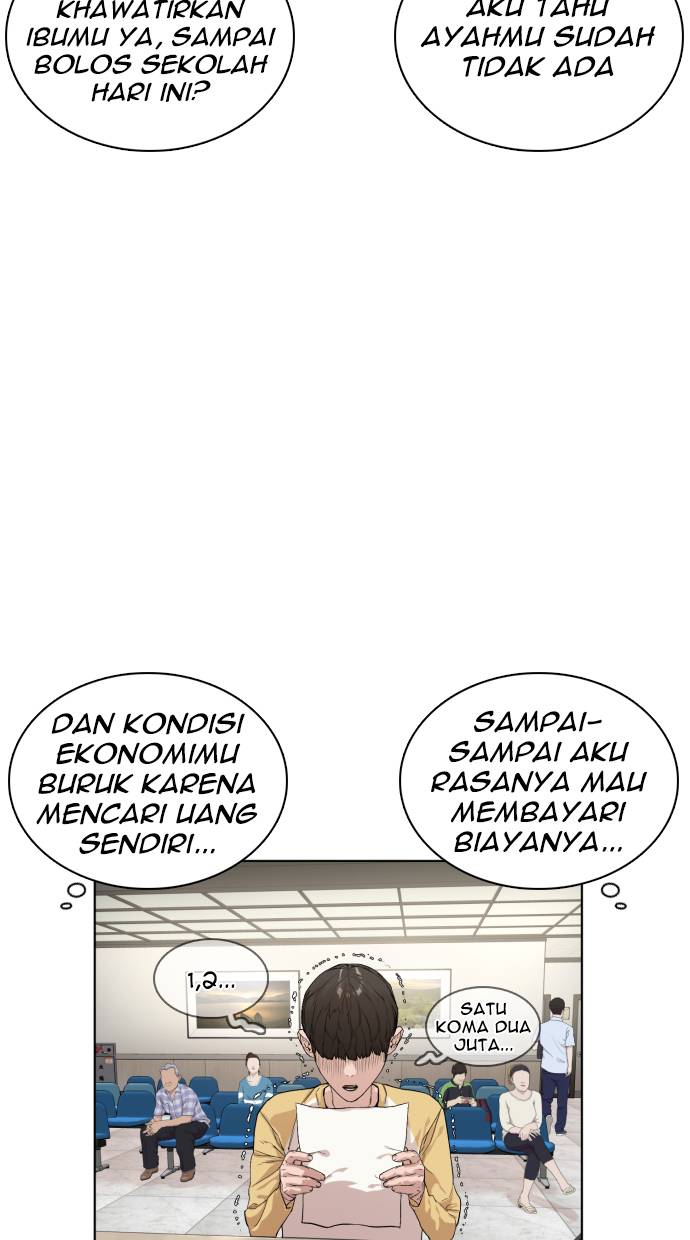 KHAWATIRKAN
IBUMU YA, SAMPAI
BOLOS SEKOLAH
HARI INI?
AKU TAHU
AYAHMU SUDAH
TIDAK ADA
DAN KONDISI
EKONOMIMU
BURUK KARENA
MENCARI UANG
SENDIRI...
SAMPAI-
SAMPAI AKU
RASANYA MAU
MEMBAYARI
BIAYANYA...
1,2...
SATU
KOMA DUA
JUTA...